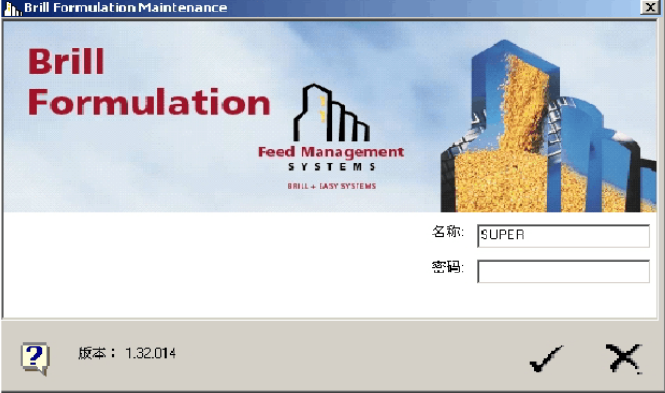 Brill Formulation Maintenance
Brill
Formulation
Feed Management
SYSTEMS
BRILL + EASY SYSTEMS
名称: SUPER
密码:
版本： 1.32.014